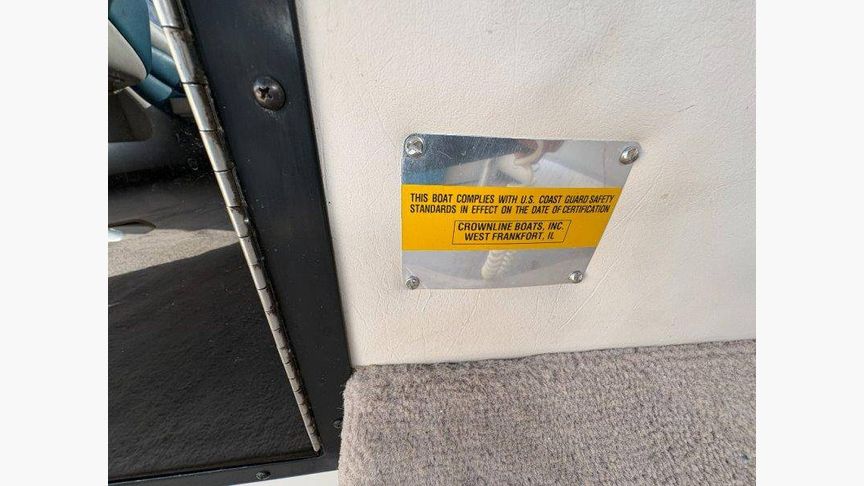 THIS BOAT COMPLIES WITH U.S. COAST GUARD SAFETY
STANDARDS IN EFFECT ON THE DATE OF CERTIFICATION
CROWNLINE BOATS, INC.
WEST FRANKFORT, IL